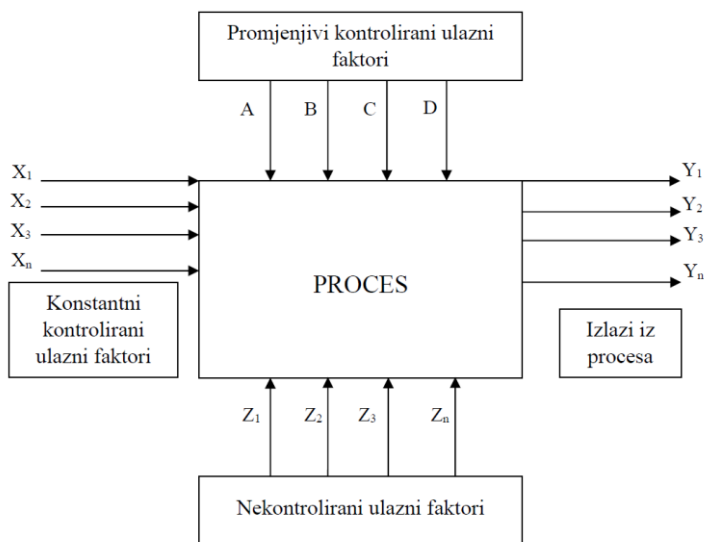 Promjenjivi kontrolirani ulazni
faktori
A
B
C
D
X₁
X₂
X₃
Xₙ
Y₁
Y₂
Y₃
Yₙ
PROCES
Konstantni
kontrolirani
ulazni faktori
Izlazi iz
procesa
Z₁
Z₂
Z₃
Zₙ
Nekontrolirani ulazni faktori